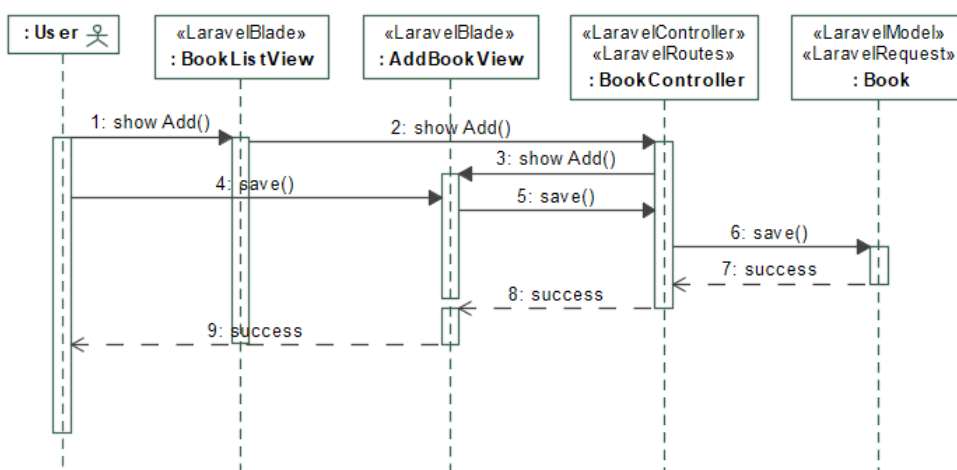 : User
«LaravelBlade»
: BookListView
«LaravelBlade»
: AddBookView
«LaravelController»
«LaravelRoutes»
: BookController
«LaravelModel»
«LaravelRequest»
: Book
1: show Add()
2: show Add()
3: show Add()
4: save()
5: save()
6: save()
7: success
8: success
9: success